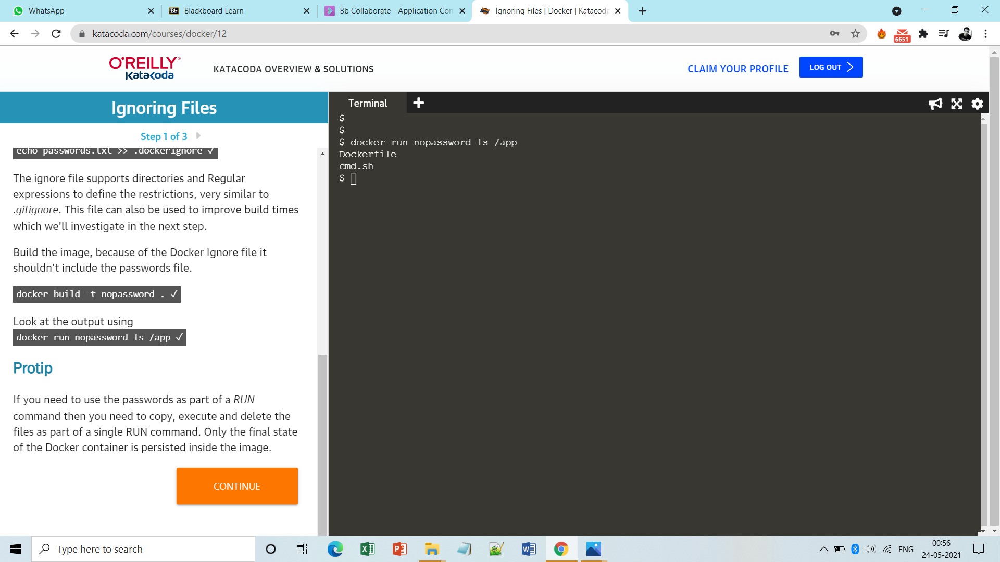 WhatsApp
Blackboard Learn
Bb Collaborate - Application Con
Ignoring Files | Docker | Katacoda
katacoda.com/courses/docker/12
6651
O'REILLY®
Katacoda
KATACODA OVERVIEW & SOLUTIONS
CLAIM YOUR PROFILE
LOG OUT
Ignoring Files
Step 1 of 3
echo passwords.txt >> .dockerignore ✓
The ignore file supports directories and Regular
expressions to define the restrictions, very similar to
.gitignore. This file can also be used to improve build times
which we'll investigate in the next step.
Build the image, because of the Docker Ignore file it
shouldn't include the passwords file.
docker build -t nopassword . ✓
Look at the output using
docker run nopassword ls /app ✓
Protip
If you need to use the passwords as part of a RUN
command then you need to copy, execute and delete the
files as part of a single RUN command. Only the final state
of the Docker container is persisted inside the image.
CONTINUE
Terminal
$
$
$ docker run nopassword ls /app
Dockerfile
cmd.sh
$
Type here to search
ENG
00:56
24-05-2021